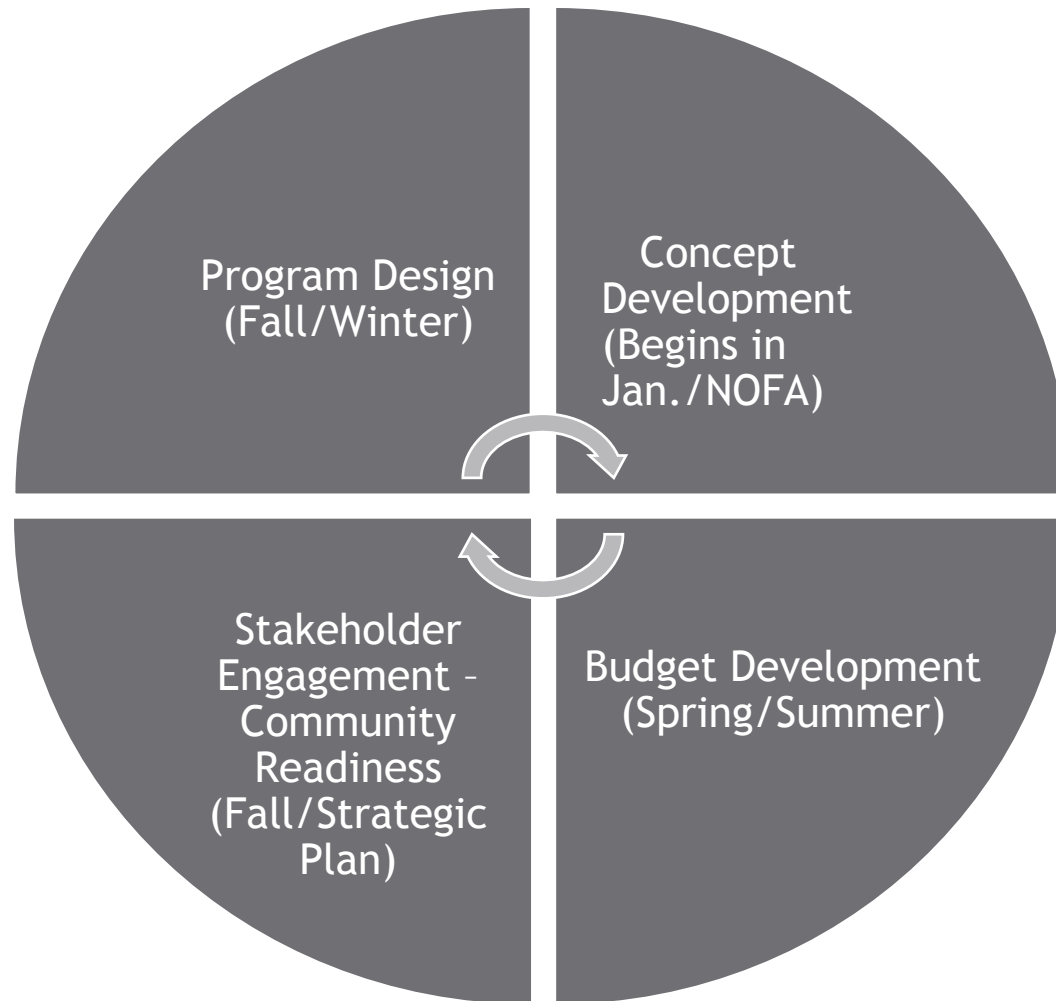 Program Design
(Fall/Winter)
Concept
Development
(Begins in
Jan./NOFA)
Stakeholder
Engagement –
Community
Readiness
(Fall/Strategic
Plan)
Budget Development
(Spring/Summer)